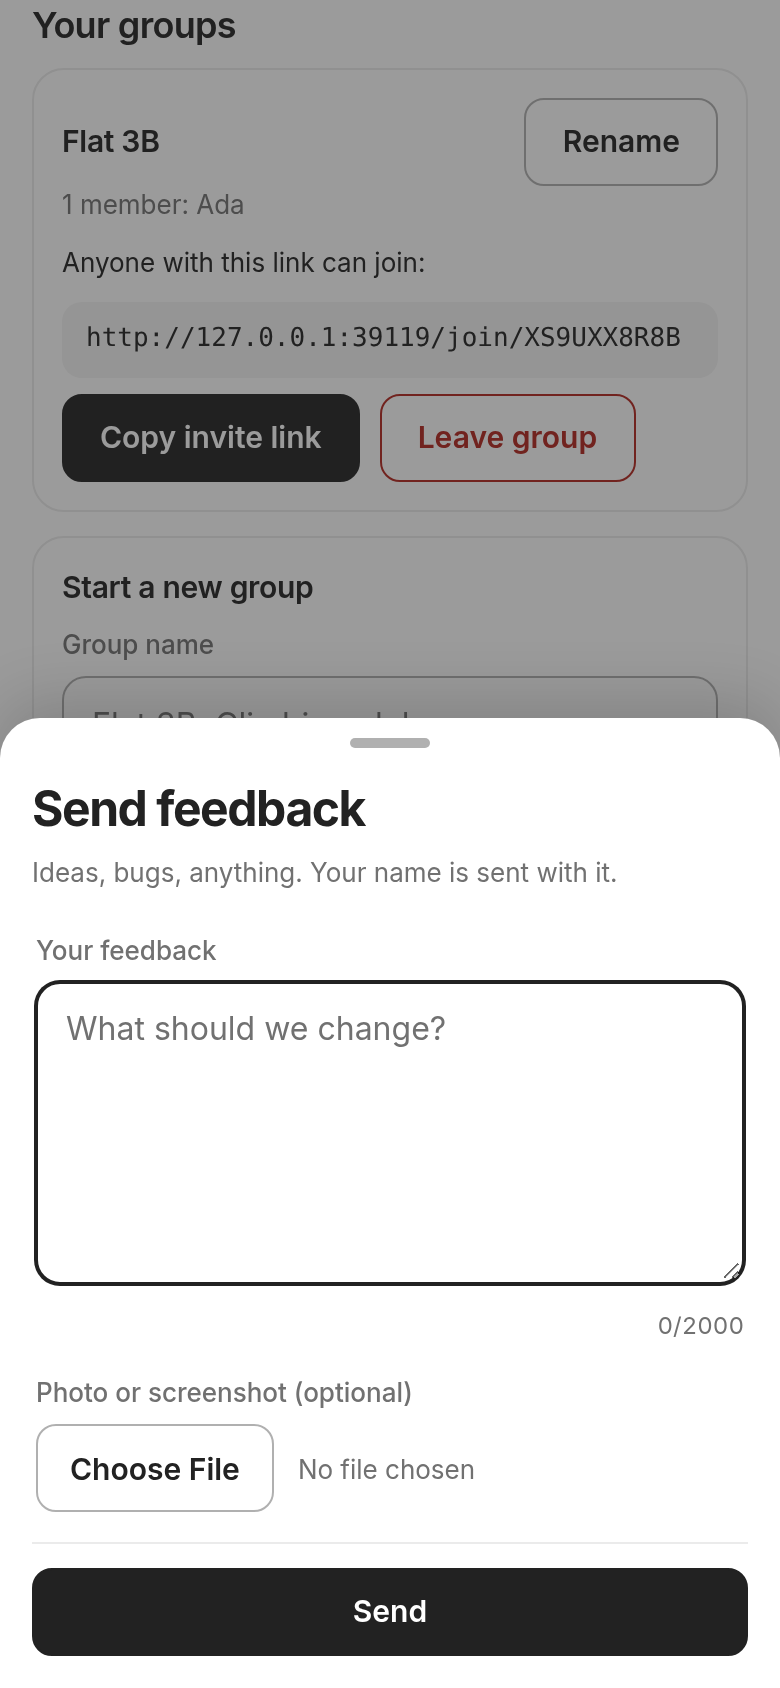 Your groups
Flat 3B
Rename
1 member: Ada
Anyone with this link can join:
http://127.0.0.1:39119/join/XS9UXX8R8B
Copy invite link
Leave group
Start a new group
Group name
Send feedback
Ideas, bugs, anything. Your name is sent with it.
Your feedback
What should we change?
0/2000
Photo or screenshot (optional)
Choose File
No file chosen
Send